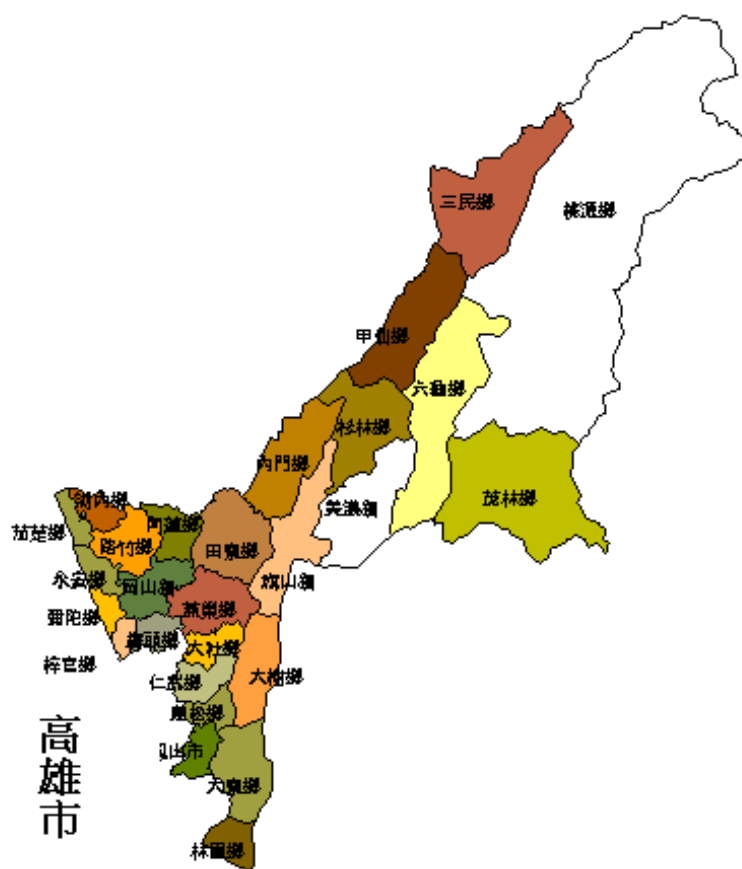 三民鄉
桃源鄉
甲仙鄉
六龜鄉
杉林鄉
內門鄉
美濃鎮
茂林鄉
湖內鄉
阿蓮鄉
茄萣鄉
路竹鄉
田寮鄉
永安鄉
岡山鎮
旗山鎮
彌陀鄉
燕巢鄉
橋頭鄉
大社鄉
梓官鄉
仁武鄉
大樹鄉
鳥松鄉
鳳山市
大寮鄉
林園鄉
高雄市